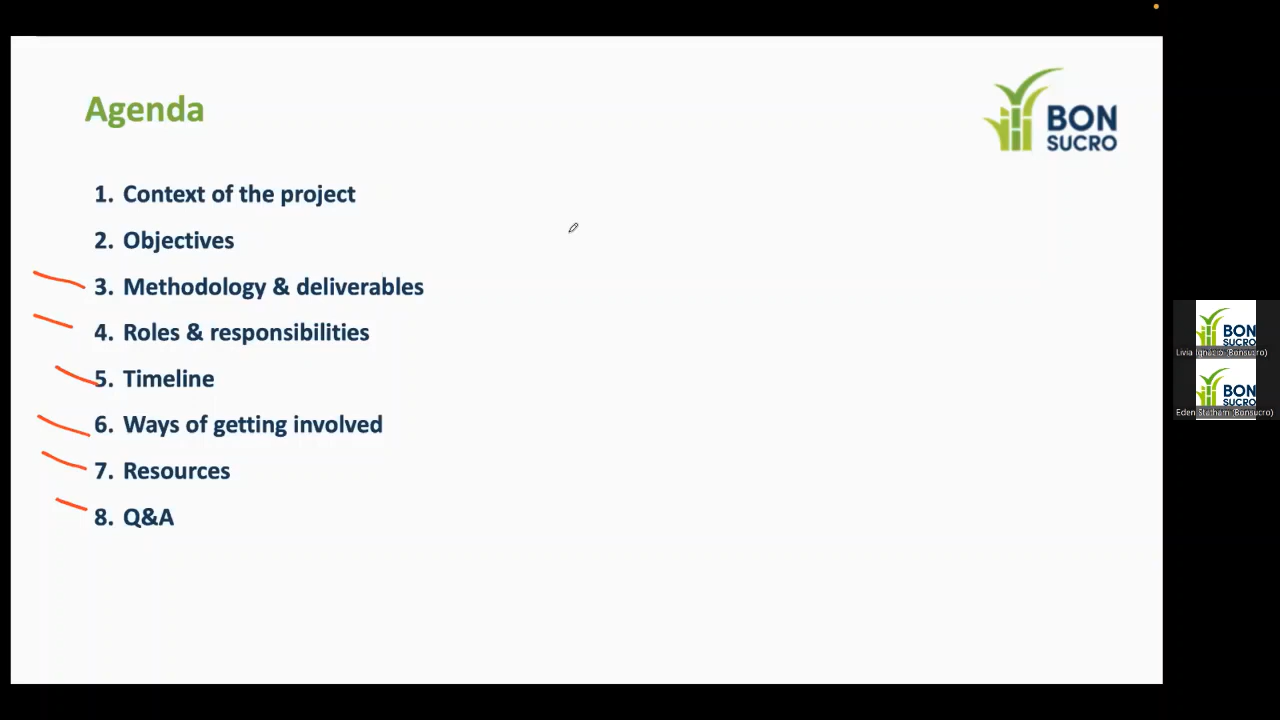 Agenda
BON
SUCRO
1. Context of the project
2. Objectives
3. Methodology & deliverables
4. Roles & responsibilities
5. Timeline
6. Ways of getting involved
7. Resources
8. Q&A
BON
SUCRO
Livia Ignacio (Bonsucro)
BON
SUCRO
Eden Statham (Bonsucro)